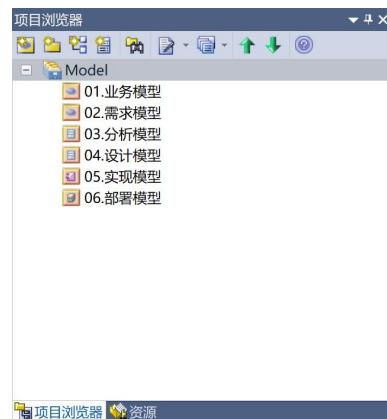 项目浏览器
Model
01.业务模型
02.需求模型
03.分析模型
04.设计模型
05.实现模型
06.部署模型
项目浏览器 资源